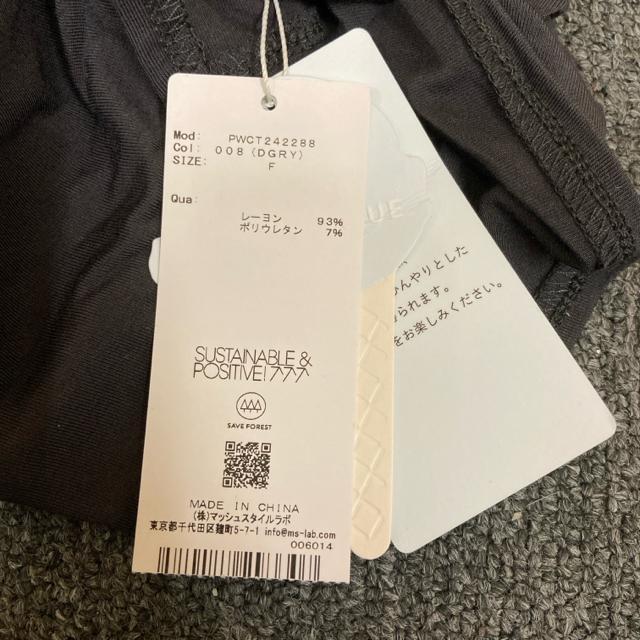 Mod: PWCT242288
Col: 008(DGRY)
SIZE: F
Qua:
レーヨン 93%
ポリウレタン 7%
SUSTAINABLE &
POSITIVE! 777
SAVE FOREST
MADE IN CHINA
(株)マッシュスタイルラボ
東京都千代田区麹町5-7-1 info@ms-lab.com
006014
QUE
んやりとした
られます。
をお楽しみください。